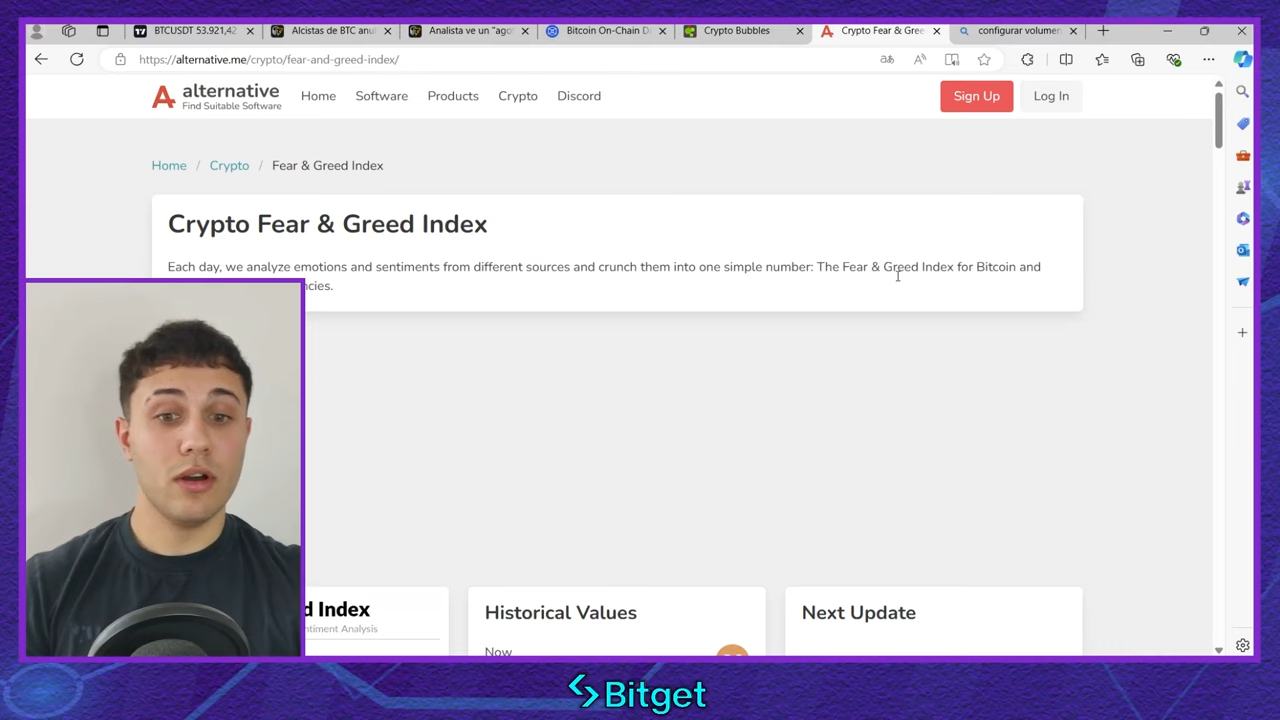 BTCUSDT 53.921,42
Alcistas de BTC anul
Analista ve un "ago
Bitcoin On-Chain D
Crypto Bubbles
Crypto Fear & Gree
configurar volumen
https://alternative.me/crypto/fear-and-greed-index/
alternative
Find Suitable Software
Home
Software
Products
Crypto
Discord
Sign Up
Log In
Home / Crypto / Fear & Greed Index
Crypto Fear & Greed Index
Each day, we analyze emotions and sentiments from different sources and crunch them into one simple number: The Fear & Greed Index for Bitcoin and
ncies.
d Index
ntiment Analysis
Historical Values
Now
Next Update
Bitget